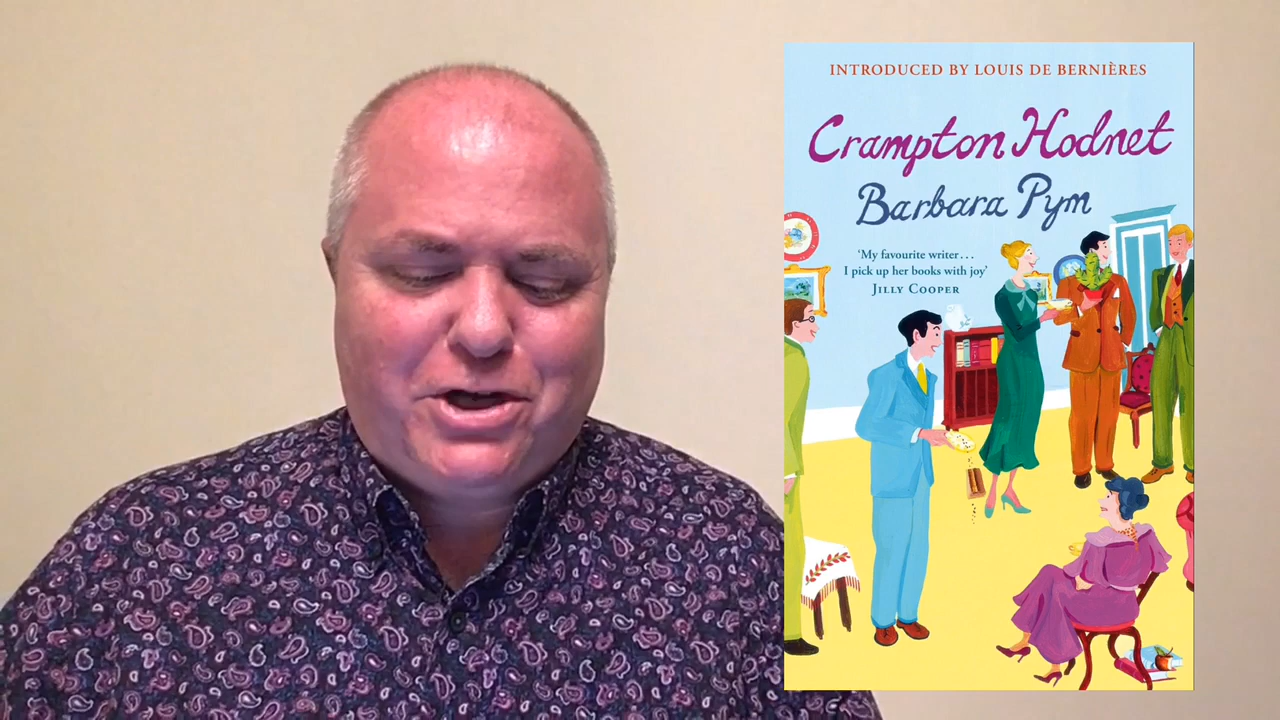 INTRODUCED BY LOUIS DE BERNIÈRES
Crampton Hodnet
Barbara Pym
‘My favourite writer…
I pick up her books with joy’
JILLY COOPER